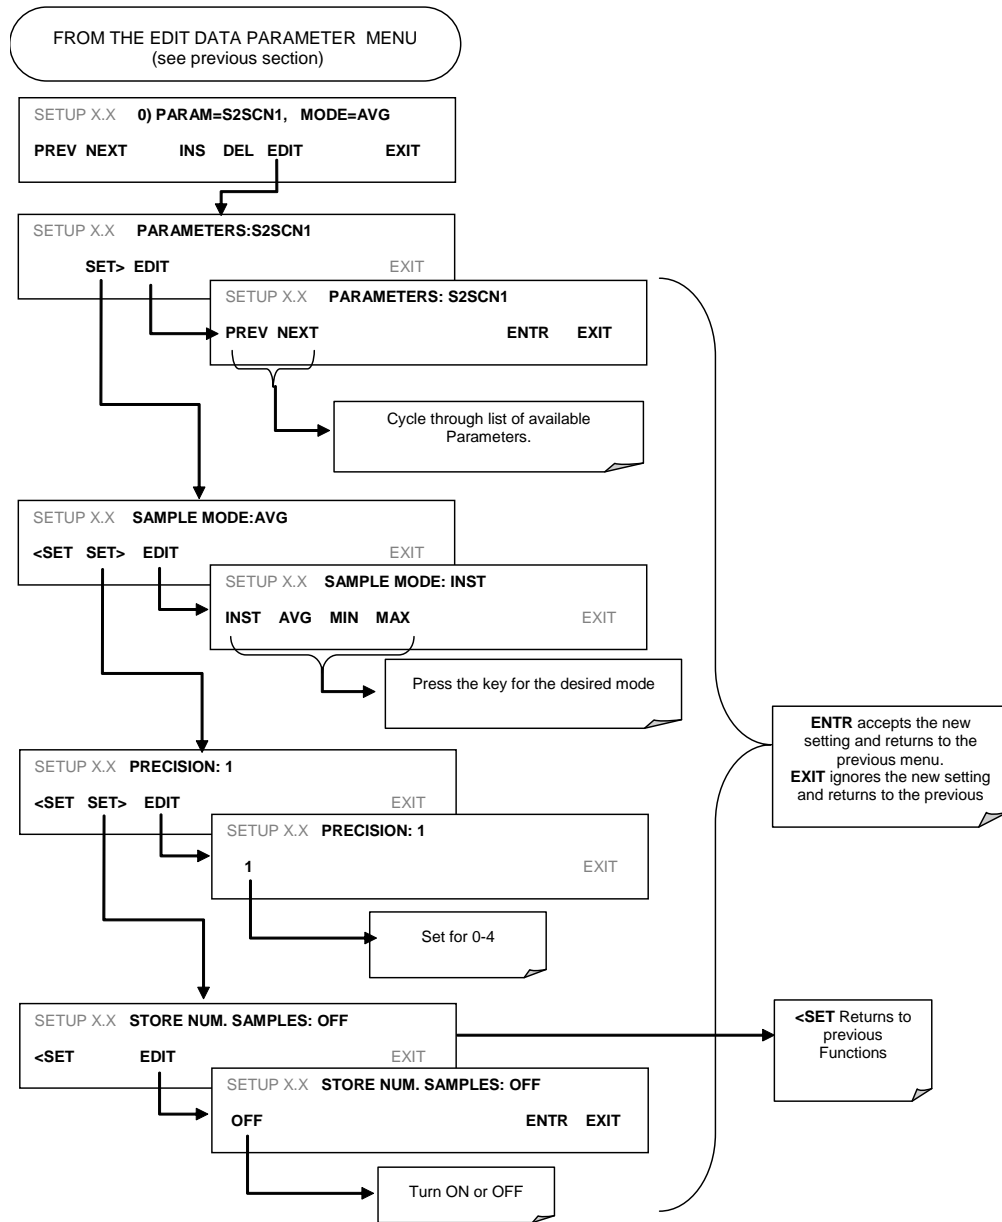 FROM THE EDIT DATA PARAMETER MENU
(see previous section)
SETUP X.X 0) PARAM=S2SCN1, MODE=AVG
PREV NEXT INS DEL EDIT EXIT
SETUP X.X PARAMETERS:S2SCN1
SET> EDIT EXIT
SETUP X.X PARAMETERS: S2SCN1
PREV NEXT ENTR EXIT
Cycle through list of available
Parameters.
SETUP X.X SAMPLE MODE:AVG
<SET SET> EDIT EXIT
SETUP X.X SAMPLE MODE: INST
INST AVG MIN MAX EXIT
Press the key for the desired mode
ENTR accepts the new
setting and returns to the
previous menu.
EXIT ignores the new setting
and returns to the previous
SETUP X.X PRECISION: 1
<SET SET> EDIT EXIT
SETUP X.X PRECISION: 1
1 EXIT
Set for 0-4
SETUP X.X STORE NUM. SAMPLES: OFF
<SET EDIT EXIT
<SET Returns to
previous
Functions
SETUP X.X STORE NUM. SAMPLES: OFF
OFF ENTR EXIT
Turn ON or OFF